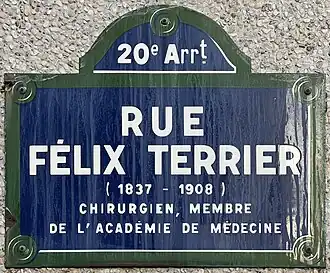 20e Arrt
RUE
FÉLIX TERRIER
( 1837 - 1908 )
CHIRURGIEN, MEMBRE
DE L'ACADÉMIE DE MÉDECINE